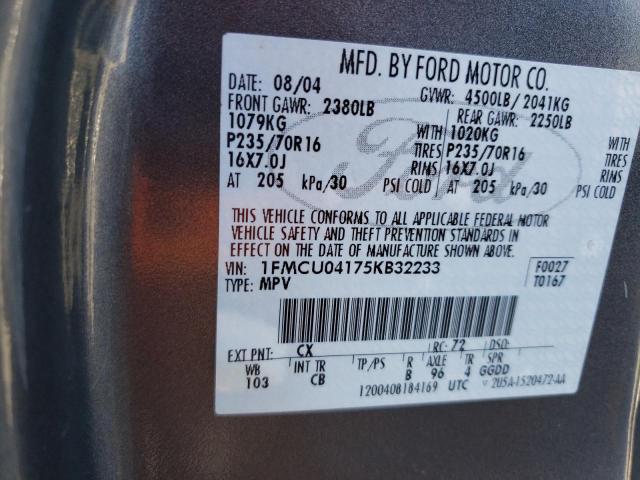 MFD. BY FORD MOTOR CO.
DATE: 08/04 GVWR: 4500LB/ 2041KG
FRONT GAWR: 2380LB REAR GAWR: 2250LB
1079KG WITH 1020KG WITH
P235/70R16 TIRES P235/70R16 TIRES
16X7.0J RIMS 16X7.0J RIMS
AT 205 kPa/30 PSI COLD AT 205 kPa/30 PSI COLD
Ford
THIS VEHICLE CONFORMS TO ALL APPLICABLE FEDERAL MOTOR
VEHICLE SAFETY AND THEFT PREVENTION STANDARDS IN
EFFECT ON THE DATE OF MANUFACTURE SHOWN ABOVE.
VIN: 1FMCU04175KB32233 F0027
TYPE: MPV T0167
EXT PNT: CX RC: 72 DSO:
WB INT TR TP/PS R AXLE TR SPR
103 CB B 96 4 GGDD
1200408184169 UTC 2U5A-1520472-AA